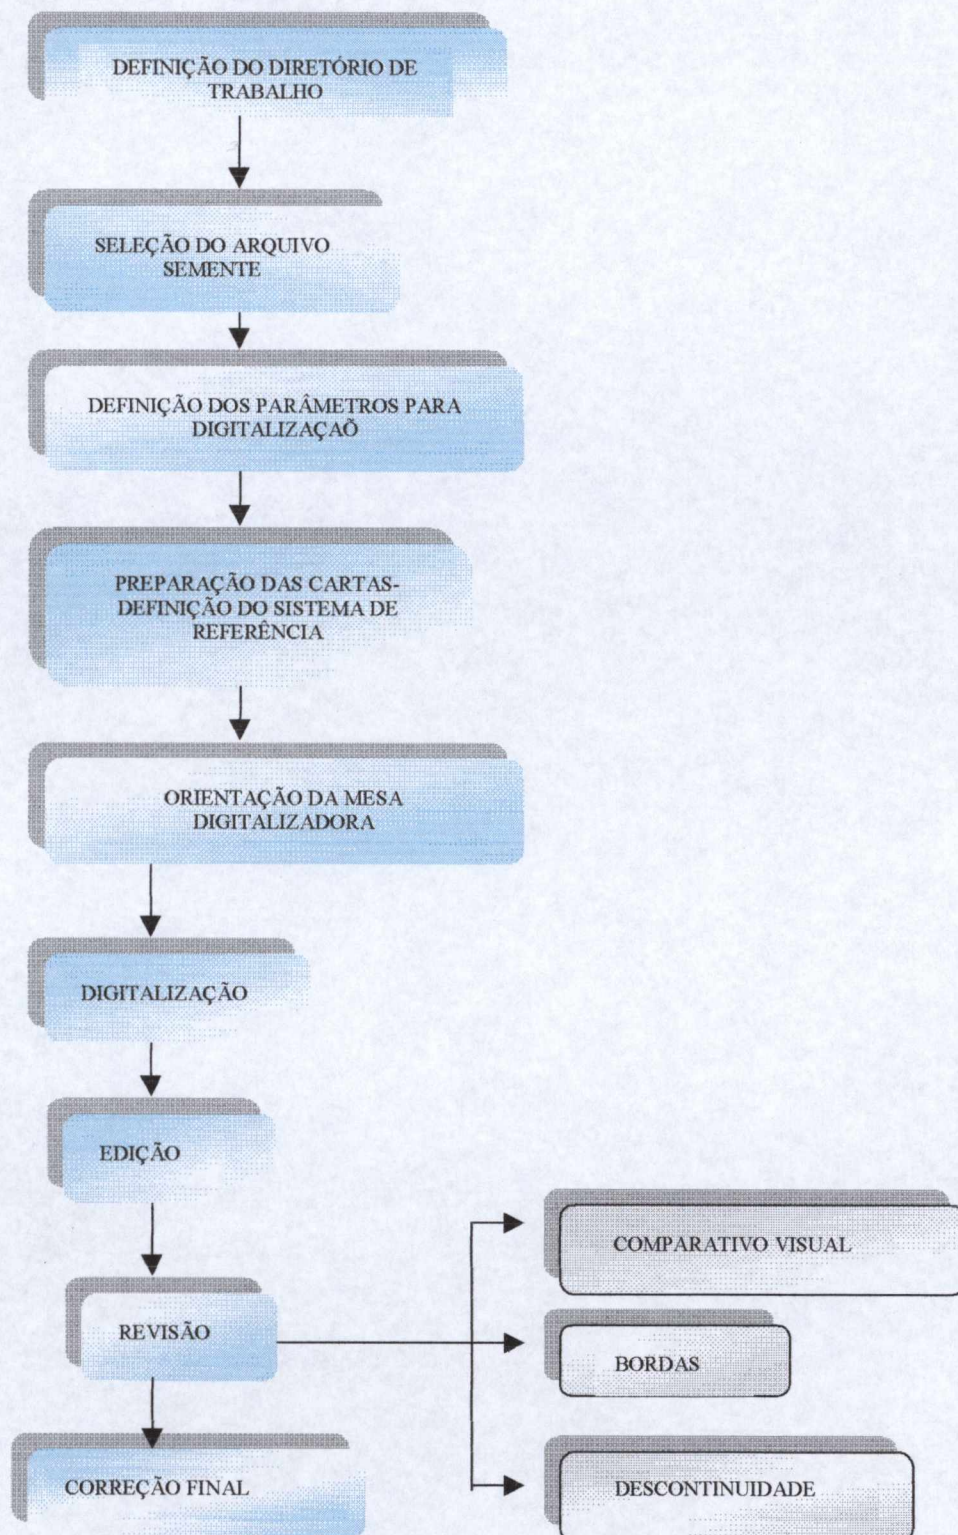 DEFINIÇÃO DO DIRETÓRIO DE
TRABALHO
SELEÇÃO DO ARQUIVO
SEMENTE
DEFINIÇÃO DOS PARÂMETROS PARA
DIGITALIZAÇAÕ
PREPARAÇÃO DAS CARTAS-
DEFINIÇÃO DO SISTEMA DE
REFERÊNCIA
ORIENTAÇÃO DA MESA
DIGITALIZADORA
DIGITALIZAÇÃO
EDIÇÃO
COMPARATIVO VISUAL
REVISÃO
BORDAS
CORREÇÃO FINAL
DESCONTINUIDADE